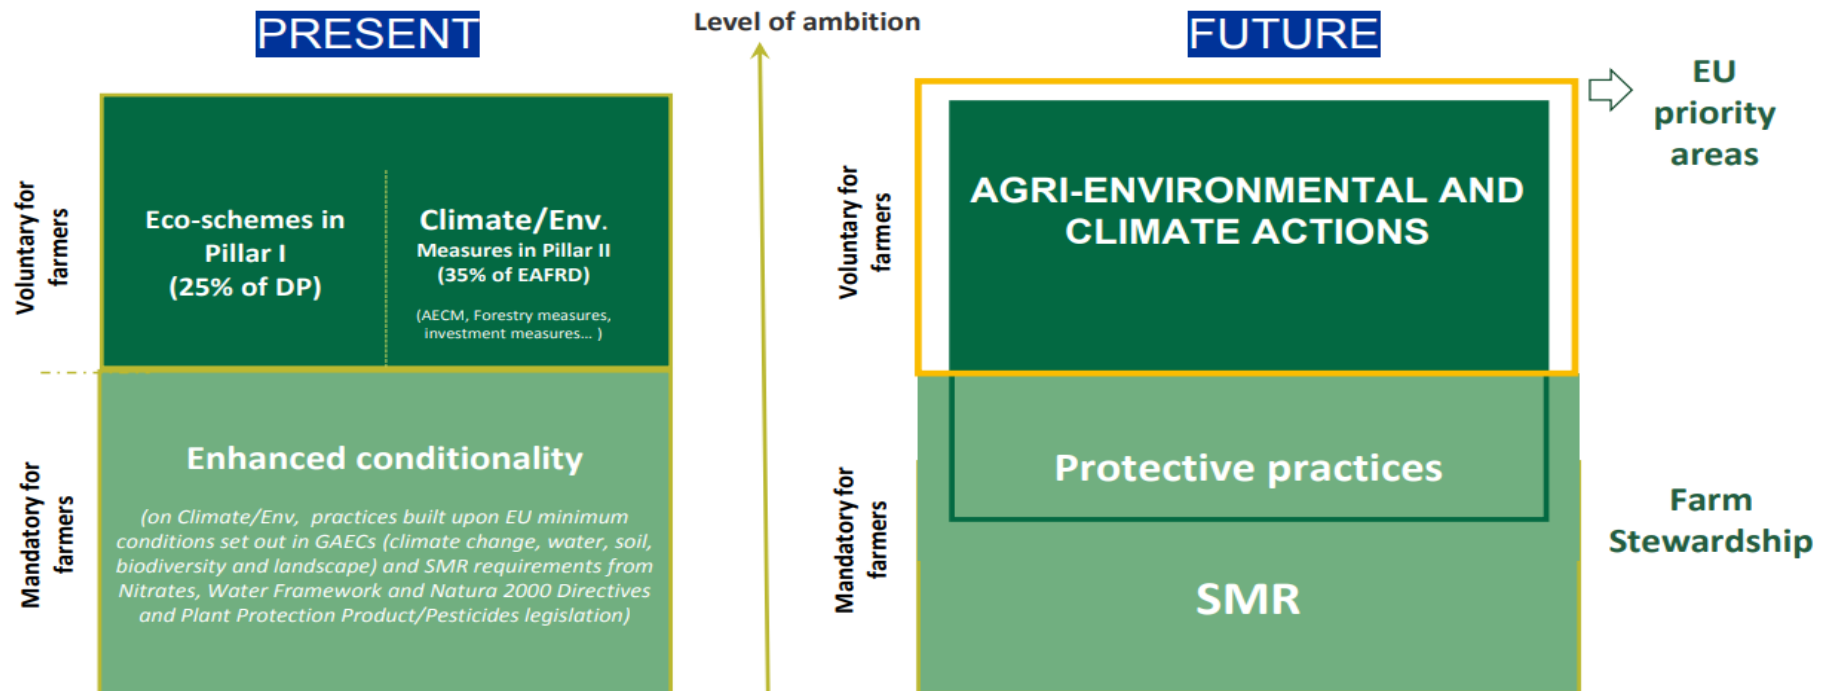 PRESENT
Level of ambition
FUTURE
EU
priority
areas
Voluntary for
farmers
Eco-schemes in
Pillar I
(25% of DP)
Climate/Env.
Measures in Pillar II
(35% of EAFRD)
(AECM, Forestry measures,
investment measures... )
Voluntary for
farmers
AGRI-ENVIRONMENTAL AND
CLIMATE ACTIONS
Mandatory for
farmers
Enhanced conditionality
(on Climate/Env, practices built upon EU minimum
conditions set out in GAECs (climate change, water, soil,
biodiversity and landscape) and SMR requirements from
Nitrates, Water Framework and Natura 2000 Directives
and Plant Protection Product/Pesticides legislation)
Mandatory for
farmers
Protective practices
SMR
Farm
Stewardship